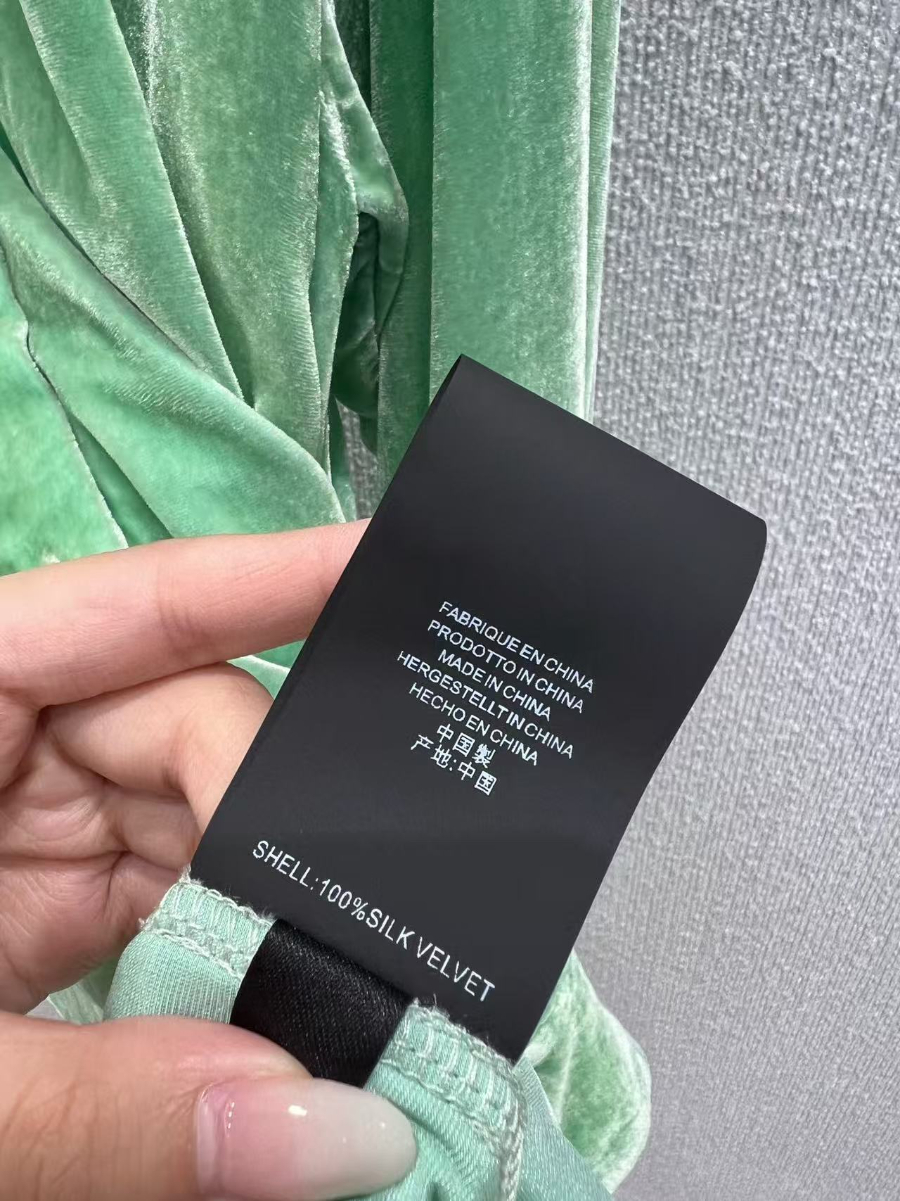 FABRIQUE EN CHINA
PRODOTTO IN CHINA
MADE IN CHINA
HERGESTELLT IN CHINA
HECHO EN CHINA
中国製
产地:中国
SHELL:100%SILK VELVET